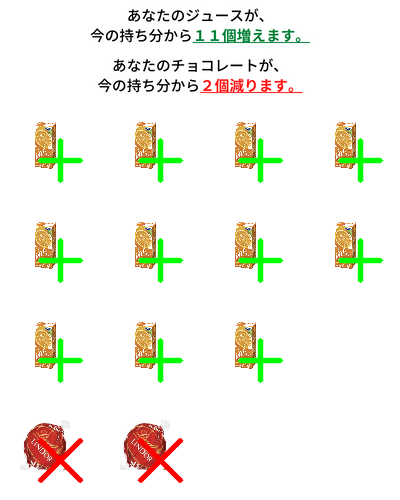 あなたのジュースが、
今の持ち分から１１個増えます。
あなたのチョコレートが、
今の持ち分から２個減ります。
LINDOR LINDOR